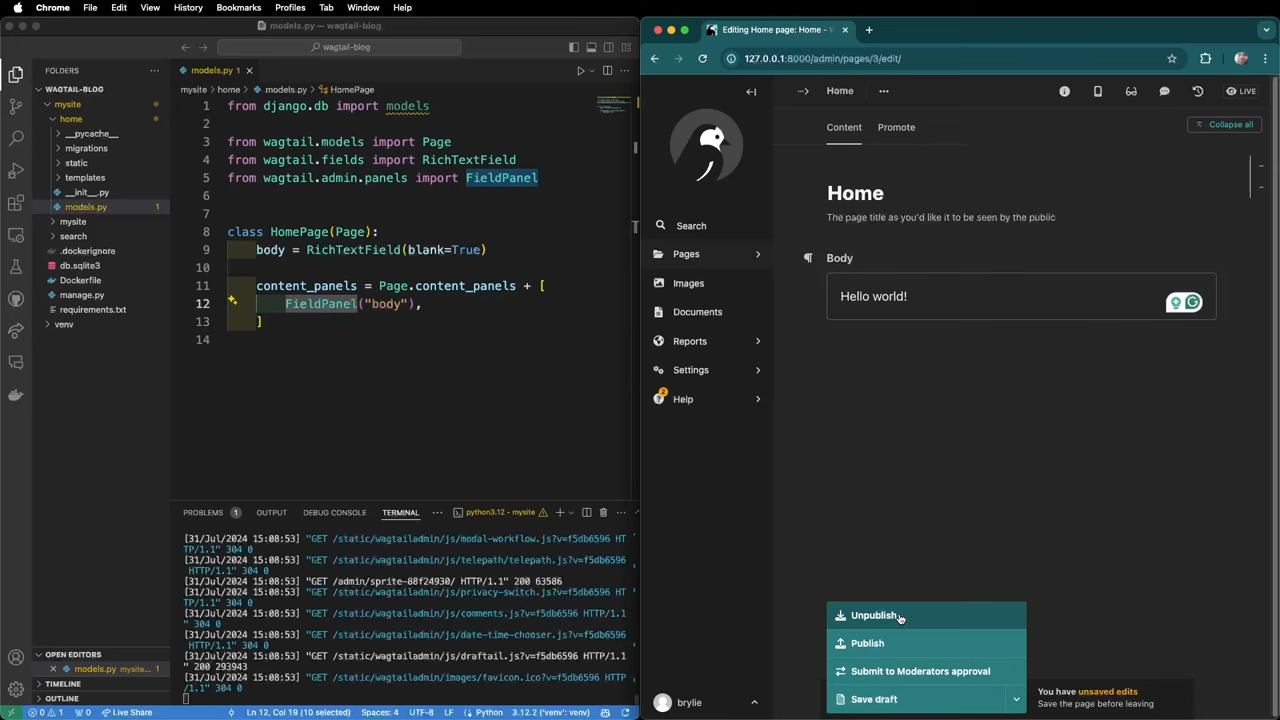 Chrome File Edit View History Bookmarks Profiles Tab Window Help
models.py — wagtail-blog
wagtail-blog
FOLDERS
WAGTAIL-BLOG
mysite
home
__pycache__
migrations
static
templates
__init__.py
models.py 1
mysite
search
.dockerignore
db.sqlite3
Dockerfile
manage.py
requirements.txt
venv
OPEN EDITORS
models.py mysite... 1
TIMELINE
OUTLINE
models.py 1
mysite > home > models.py > HomePage
1 from django.db import models
2
3 from wagtail.models import Page
4 from wagtail.fields import RichTextField
5 from wagtail.admin.panels import FieldPanel
6
7
8 class HomePage(Page):
9 body = RichTextField(blank=True)
10
11 content_panels = Page.content_panels + [
12 FieldPanel("body"),
13 ]
14
PROBLEMS 1 OUTPUT DEBUG CONSOLE TERMINAL python3.12 - mysite
[31/Jul/2024 15:08:53] "GET /static/wagtailadmin/js/modal-workflow.js?v=f5db6596 HT
TP/1.1" 304 0
[31/Jul/2024 15:08:53] "GET /static/wagtailadmin/js/telepath/telepath.js?v=f5db6596
HTTP/1.1" 304 0
[31/Jul/2024 15:08:53] "GET /admin/sprite-88f24930/ HTTP/1.1" 200 63586
[31/Jul/2024 15:08:53] "GET /static/wagtailadmin/js/privacy-switch.js?v=f5db6596 HT
TP/1.1" 304 0
[31/Jul/2024 15:08:53] "GET /static/wagtailadmin/js/comments.js?v=f5db6596 HTTP/1.1
" 304 0
[31/Jul/2024 15:08:53] "GET /static/wagtailadmin/js/date-time-chooser.js?v=f5db6596
HTTP/1.1" 304 0
[31/Jul/2024 15:08:53] "GET /static/wagtailadmin/js/draftail.js?v=f5db6596 HTTP/1.1
" 200 293943
[31/Jul/2024 15:08:53] "GET /static/wagtailadmin/images/favicon.ico?v=f5db6596 HTTP
/1.1" 304 0
0 1 0 Live Share Ln 12, Col 19 (10 selected) Spaces: 4 UTF-8 LF Python 3.12.2 ('venv': venv)
Editing Home page: Home - W
127.0.0.1:8000/admin/pages/3/edit/
Search
Pages
Images
Documents
Reports
Settings
2
Help
brylie
Home LIVE
Content Promote Collapse all
Home
The page title as you'd like it to be seen by the public
Body
Hello world!
Unpublish
Publish
Submit to Moderators approval
Save draft
You have unsaved edits
Save the page before leaving